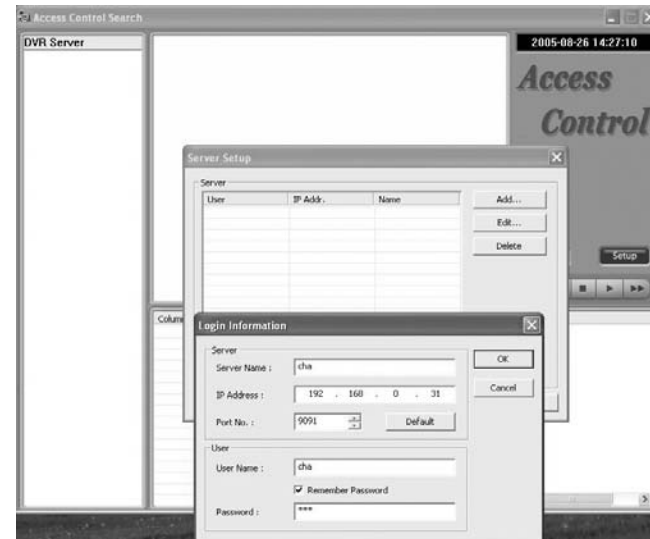 Access Control Search
DVR Server
2005-08-26 14:27:10
Access
Control
Setup
Server Setup
Server
User IP Addr. Name
Add...
Edit...
Delete
Colum
Login Information
Server
Server Name : cha
OK
IP Address : 192 . 168 . 0 . 31
Cancel
Port No. : 9091 Default
User
User Name : cha
Remember Password
Password : ***